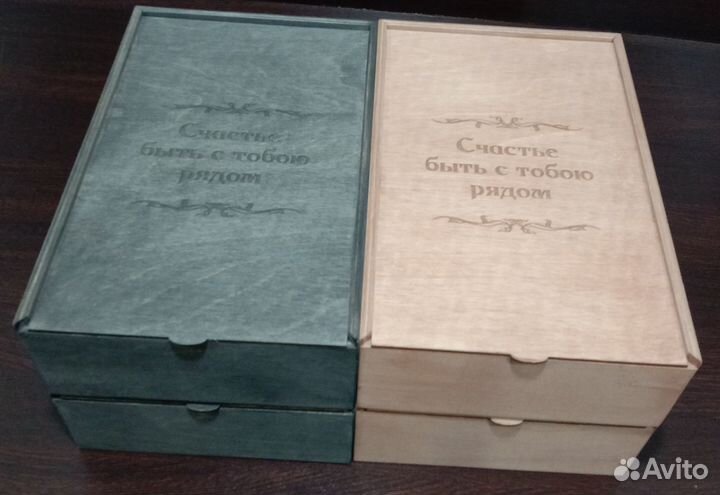 Счастье
быть с тобою
рядом
Счастье
быть с тобою
рядом
Avito